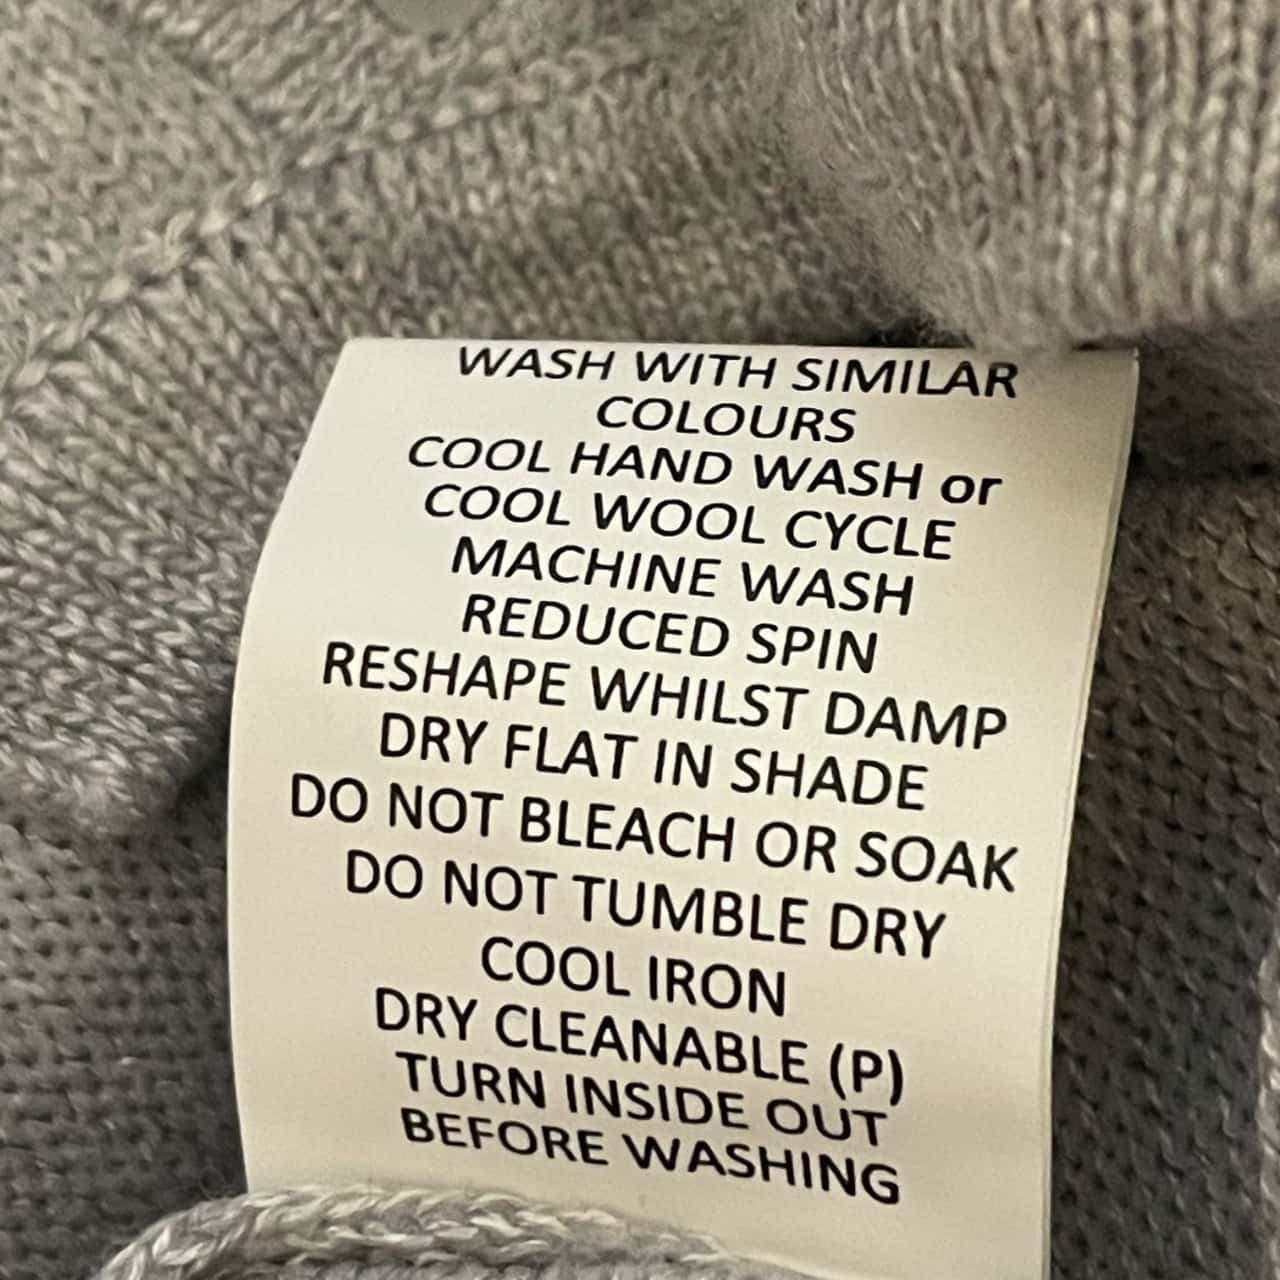 WASH WITH SIMILAR
COLOURS
COOL HAND WASH or
COOL WOOL CYCLE
MACHINE WASH
REDUCED SPIN
RESHAPE WHILST DAMP
DRY FLAT IN SHADE
DO NOT BLEACH OR SOAK
DO NOT TUMBLE DRY
COOL IRON
DRY CLEANABLE (P)
TURN INSIDE OUT
BEFORE WASHING